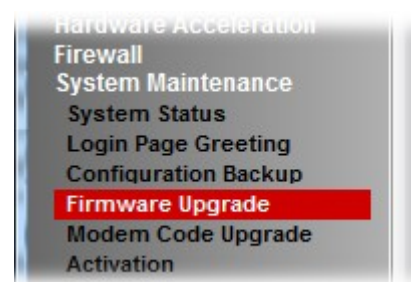 Hardware Acceleration
Firewall
System Maintenance
System Status
Login Page Greeting
Configuration Backup
Firmware Upgrade
Modem Code Upgrade
Activation